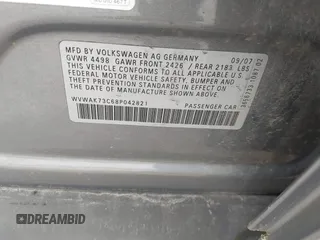 MFD BY VOLKSWAGEN AG GERMANY 09/07
GVWR 4498 GAWR FRONT 2426 / REAR 2183 LBS
THIS VEHICLE CONFORMS TO ALL APPLICABLE U.S.
FEDERAL MOTOR VEHICLE SAFETY, BUMPER AND
THEFT PREVENTION STANDARDS IN EFFECT ON THE
DATE OF MANUFACTURE SHOWN ABOVE
WVWAK73C68P042821 PASSENGER CAR
DREAMBID